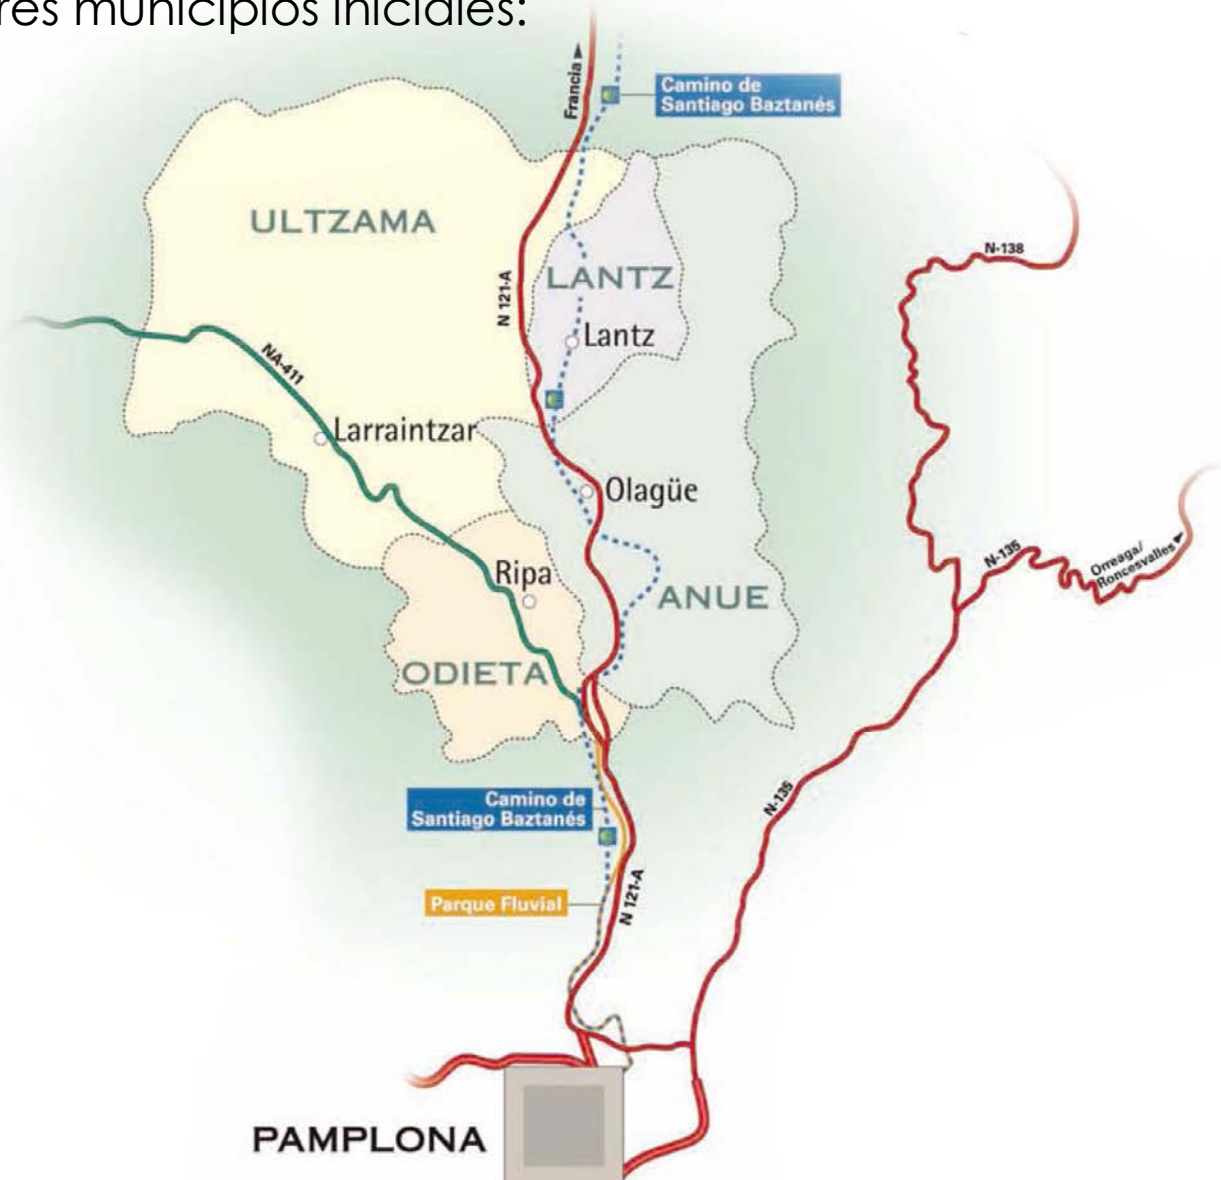 res municipios iniciales:
Francia
Camino de
Santiago Baztanés
ULTZAMA
N-138
LANTZ
N 121-A
Lantz
NA-411
Larraintzar
Olagüe
N-135
Orreaga/
Roncesvalles
Ripa
ANUE
ODIETA
Camino de
Santiago Baztanés
N-135
Parque Fluvial
N 121-A
PAMPLONA